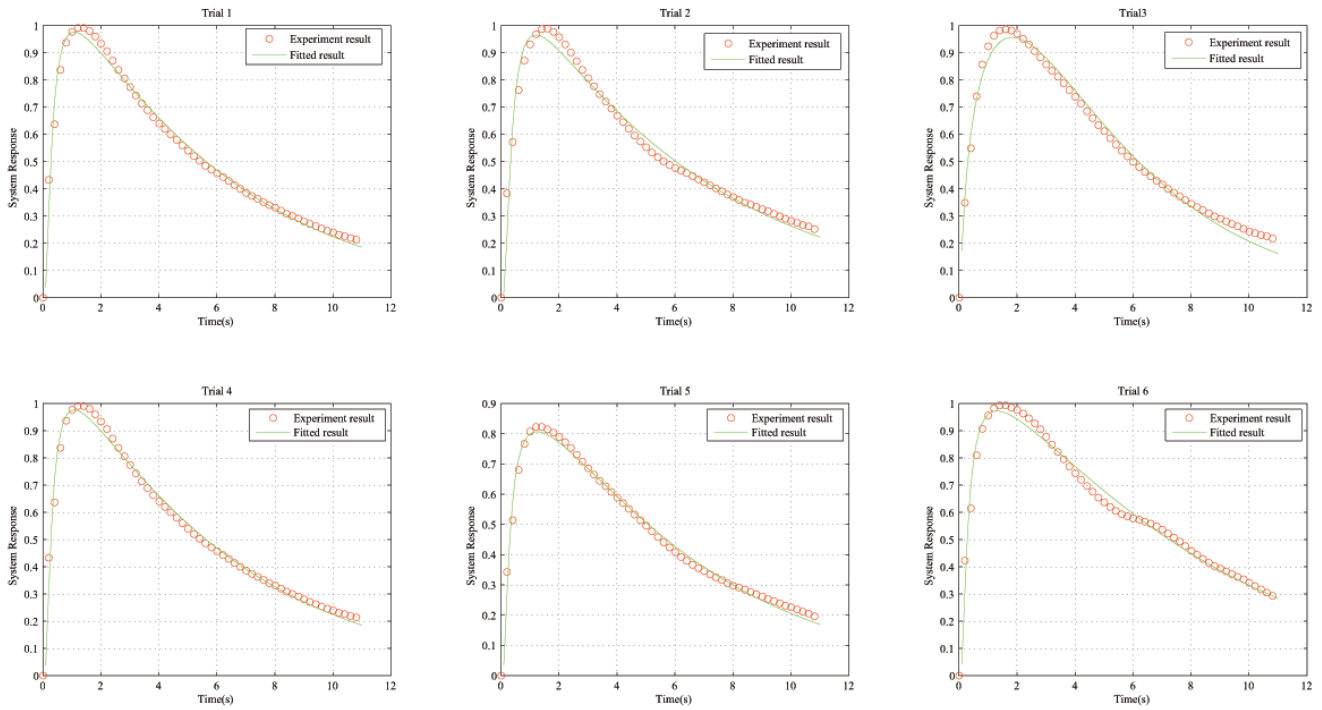 Trial 1
Experiment result
Fitted result
System Response
1
0.9
0.8
0.7
0.6
0.5
0.4
0.3
0.2
0.1
0
0 2 4 6 8 10 12
Time(s)
Trial 2
Experiment result
Fitted result
System Response
1
0.9
0.8
0.7
0.6
0.5
0.4
0.3
0.2
0.1
0
0 2 4 6 8 10 12
Time(s)
Trial3
Experiment result
Fitted result
System Response
1
0.9
0.8
0.7
0.6
0.5
0.4
0.3
0.2
0.1
0
0 2 4 6 8 10 12
Time(s)
Trial 4
Experiment result
Fitted result
System Response
1
0.9
0.8
0.7
0.6
0.5
0.4
0.3
0.2
0.1
0
0 2 4 6 8 10 12
Time(s)
Trial 5
Experiment result
Fitted result
System Response
0.9
0.8
0.7
0.6
0.5
0.4
0.3
0.2
0.1
0
0 2 4 6 8 10 12
Time(s)
Trial 6
Experiment result
Fitted result
System Response
1
0.9
0.8
0.7
0.6
0.5
0.4
0.3
0.2
0.1
0
0 2 4 6 8 10 12
Time(s)